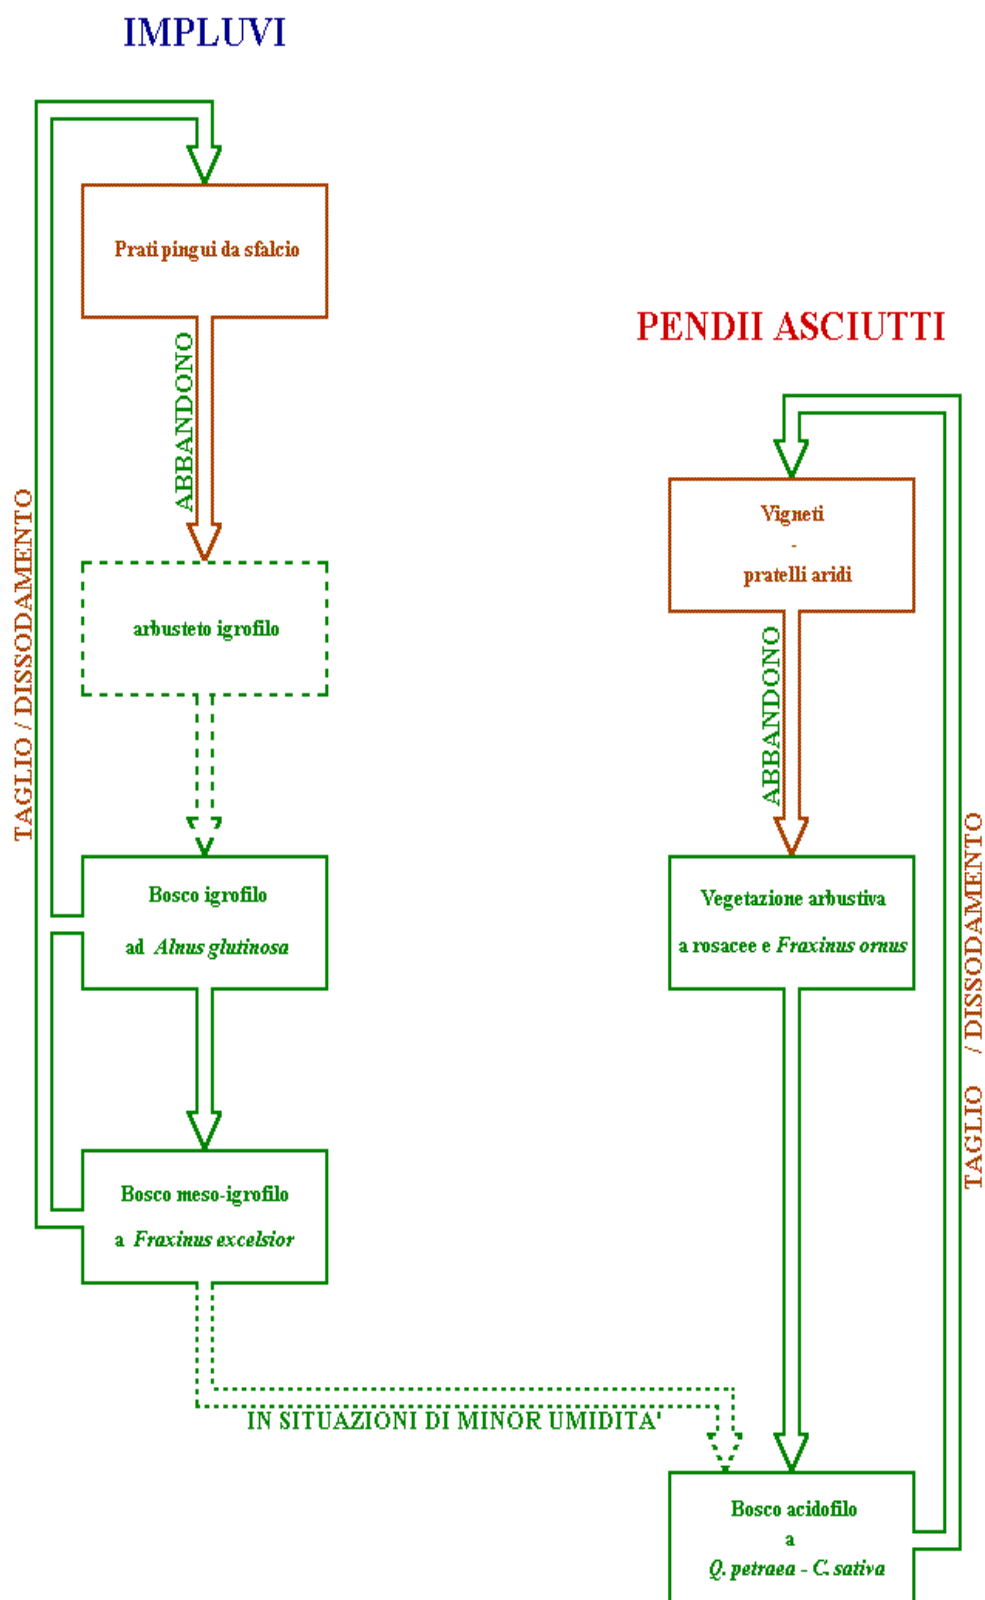 IMPLUVI
Prati pingui da sfalcio
ABBANDONO
TAGLIO / DISSODAMENTO
arbusteto igrofilo
Bosco igrofilo
ad Alnus glutinosa
Bosco meso-igrofilo
a Fraxinus excelsior
IN SITUAZIONI DI MINOR UMIDITA'
PENDII ASCIUTTI
Vigneti
-
pratelli aridi
ABBANDONO
Vegetazione arbustiva
a rosacee e Fraxinus ornus
TAGLIO / DISSODAMENTO
Bosco acidofilo
a
Q. petraea - C. sativa